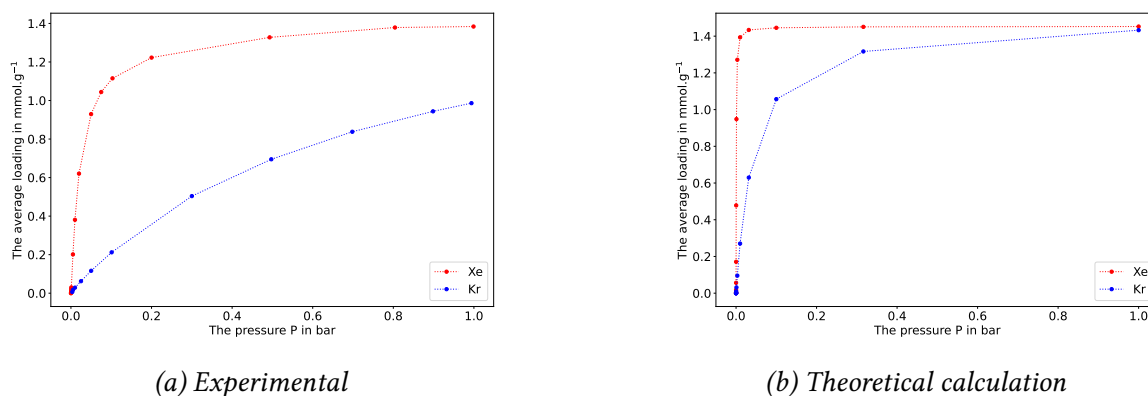 1.4
1.2
1.0
0.8
0.6
0.4
0.2
0.0
The average loading in mmol.g⁻¹
0.0 0.2 0.4 0.6 0.8 1.0
The pressure P in bar
Xe
Kr
(a) Experimental
1.4
1.2
1.0
0.8
0.6
0.4
0.2
0.0
The average loading in mmol.g⁻¹
0.0 0.2 0.4 0.6 0.8 1.0
The pressure P in bar
Xe
Kr
(b) Theoretical calculation